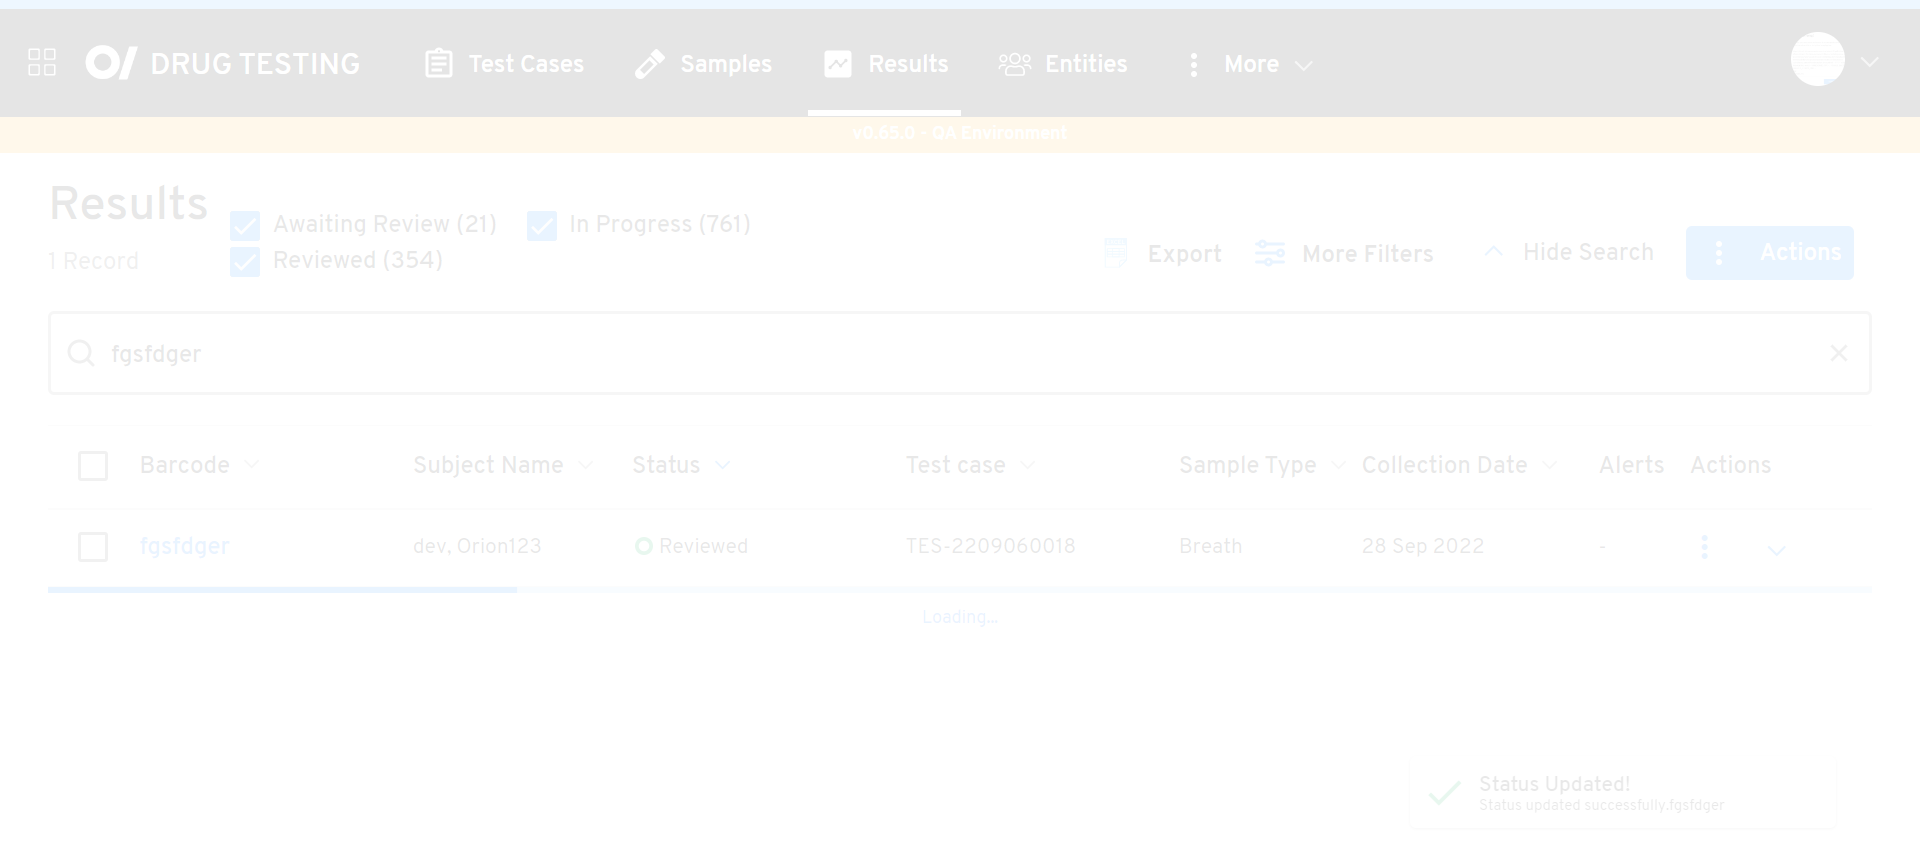 DRUG TESTING Test Cases Samples Results Entities More
v0.65.0 - QA Environment
Results
Awaiting Review (21) In Progress (761)
1 Record
Reviewed (354)
Export More Filters Hide Search Actions
fgsfdger
Barcode Subject Name Status Test case Sample Type Collection Date Alerts Actions
fgsfdger dev, Orion123 Reviewed TES-2209060018 Breath 28 Sep 2022 -
Loading...
Status Updated!
Status updated successfully.fgsfdger